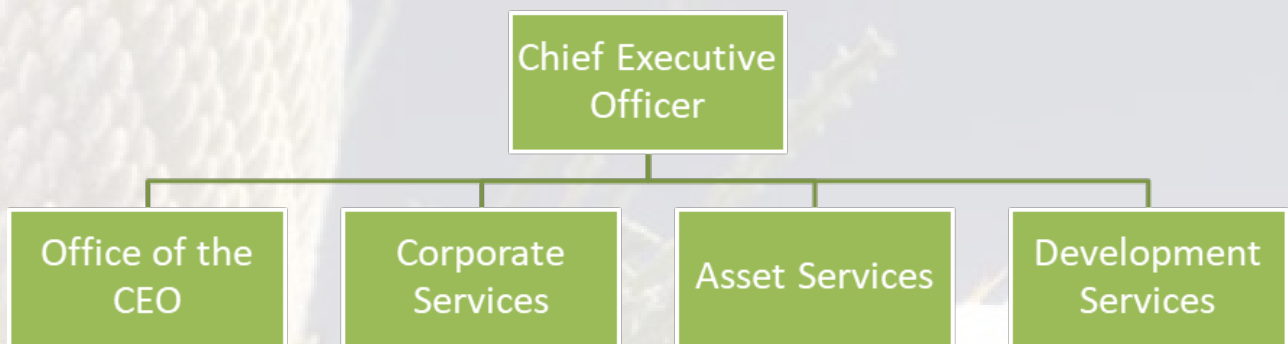 Chief Executive
Officer
Office of the
CEO
Corporate
Services
Asset Services
Development
Services